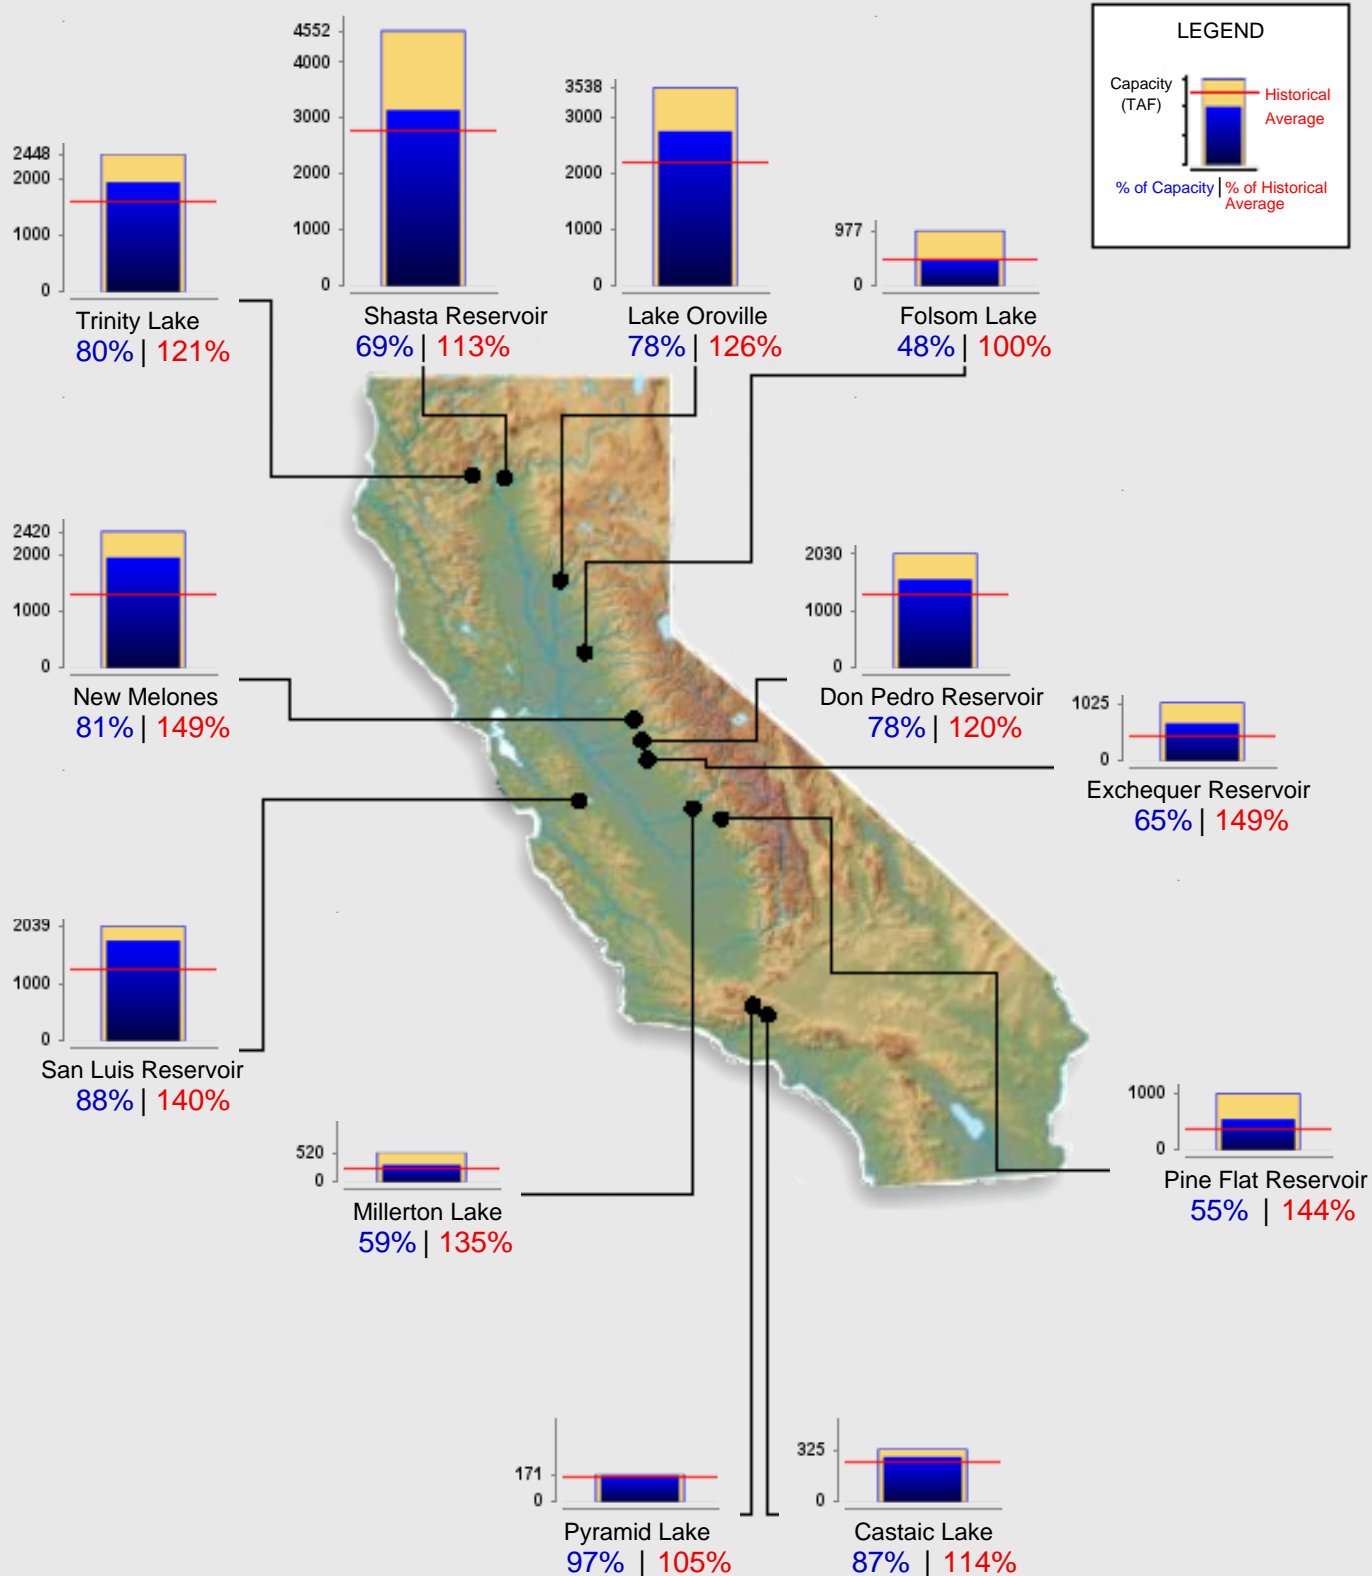 LEGEND
Capacity
(TAF)
Historical
Average
% of Capacity | % of Historical
Average
4552
4000
3000
2000
1000
0
Shasta Reservoir
69% | 113%
3538
3000
2000
1000
0
Lake Oroville
78% | 126%
977
0
Folsom Lake
48% | 100%
2448
2000
1000
0
Trinity Lake
80% | 121%
2420
2000
1000
0
New Melones
81% | 149%
2030
1000
0
Don Pedro Reservoir
78% | 120%
1025
0
Exchequer Reservoir
65% | 149%
2039
1000
0
San Luis Reservoir
88% | 140%
520
0
Millerton Lake
59% | 135%
1000
0
Pine Flat Reservoir
55% | 144%
171
0
Pyramid Lake
97% | 105%
325
0
Castaic Lake
87% | 114%